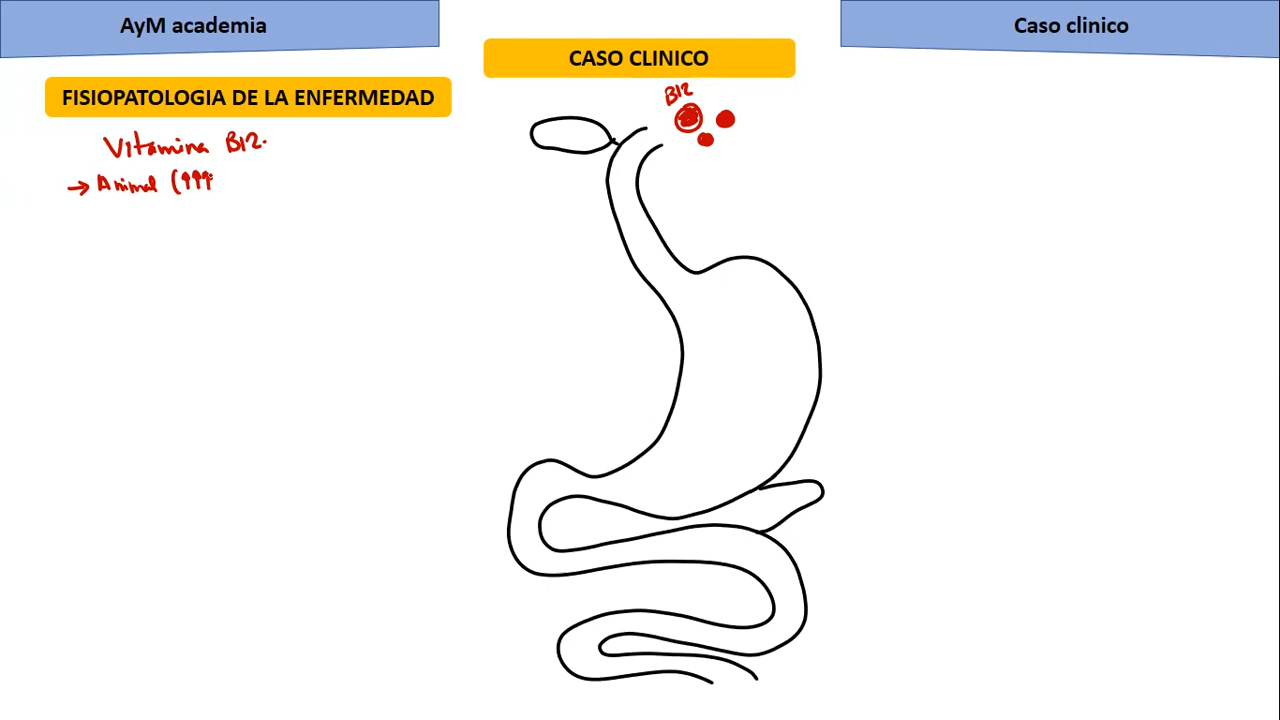 AyM academia
Caso clinico
CASO CLINICO
FISIOPATOLOGIA DE LA ENFERMEDAD
B12
Vitamina B12.
→ Animal (↑↑↑